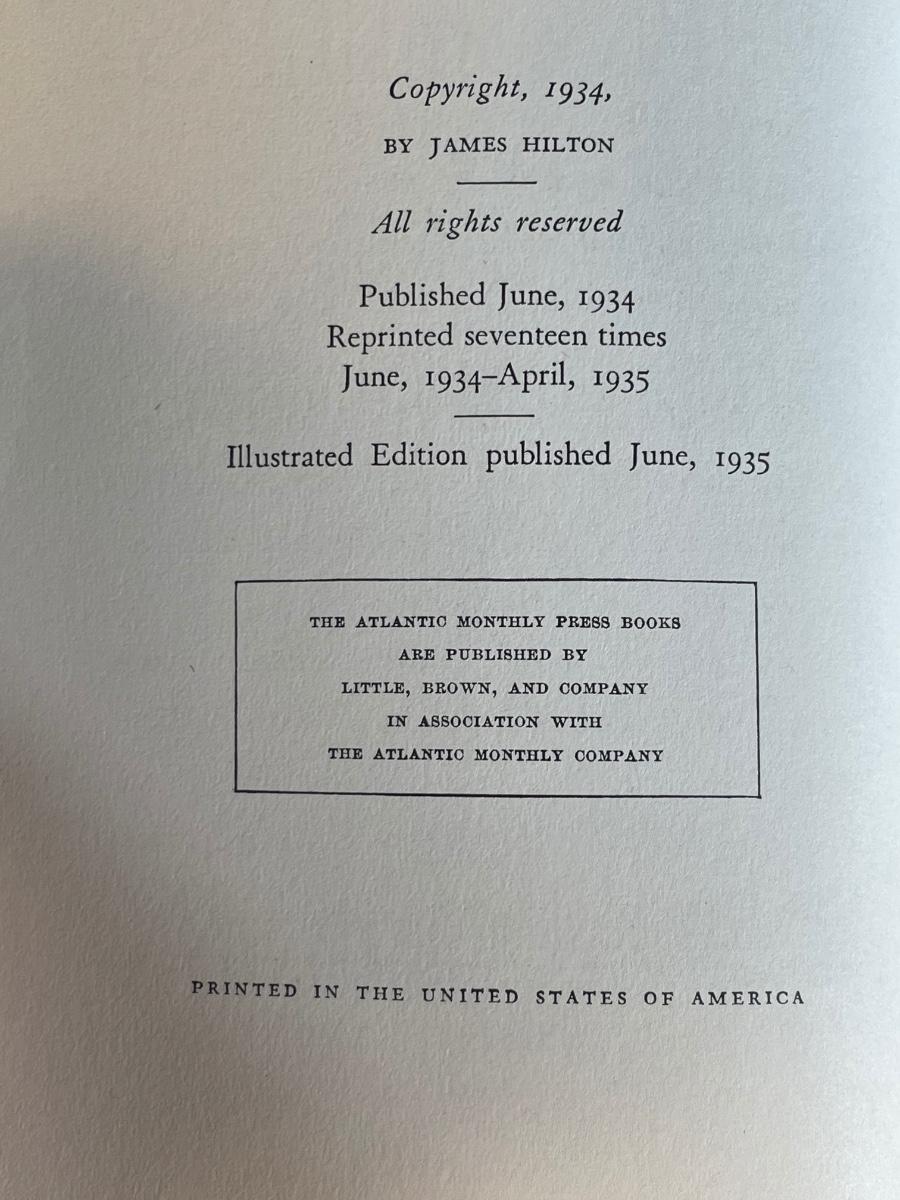 Copyright, 1934,
BY JAMES HILTON
All rights reserved
Published June, 1934
Reprinted seventeen times
June, 1934–April, 1935
Illustrated Edition published June, 1935
THE ATLANTIC MONTHLY PRESS BOOKS
ARE PUBLISHED BY
LITTLE, BROWN, AND COMPANY
IN ASSOCIATION WITH
THE ATLANTIC MONTHLY COMPANY
PRINTED IN THE UNITED STATES OF AMERICA